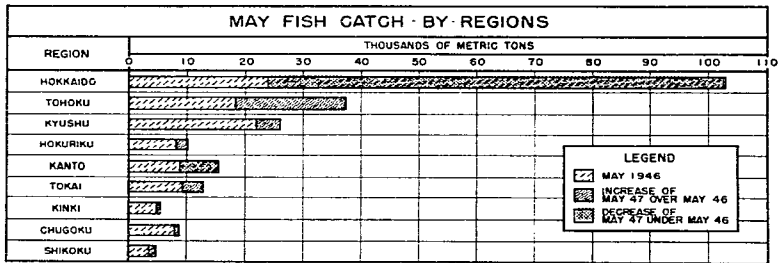 MAY FISH CATCH - BY - REGIONS
REGION
THOUSANDS OF METRIC TONS
0 10 20 30 40 50 60 70 80 90 100 110
HOKKAIDO
TOHOKU
KYUSHU
HOKURIKU
KANTO
TOKAI
KINKI
CHUGOKU
SHIKOKU
LEGEND
MAY 1946
INCREASE OF
MAY 47 OVER MAY 46
DECREASE OF
MAY 47 UNDER MAY 46